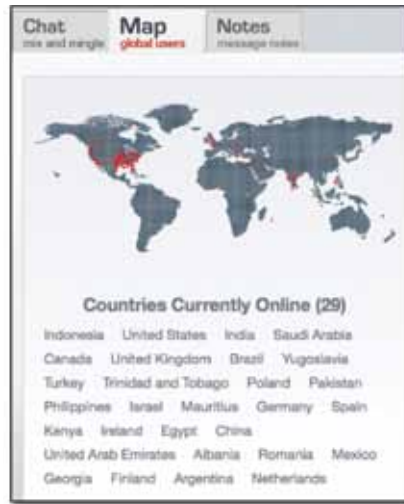 Chat
mix and mingle
Map
global users
Notes
message notes
Countries Currently Online (29)
Indonesia United States India Saudi Arabia
Canada United Kingdom Brazil Yugoslavia
Turkey Trinidad and Tobago Poland Pakistan
Philippines Israel Mauritius Germany Spain
Kenya Ireland Egypt China
United Arab Emirates Albania Romania Mexico
Georgia Finland Argentina Netherlands